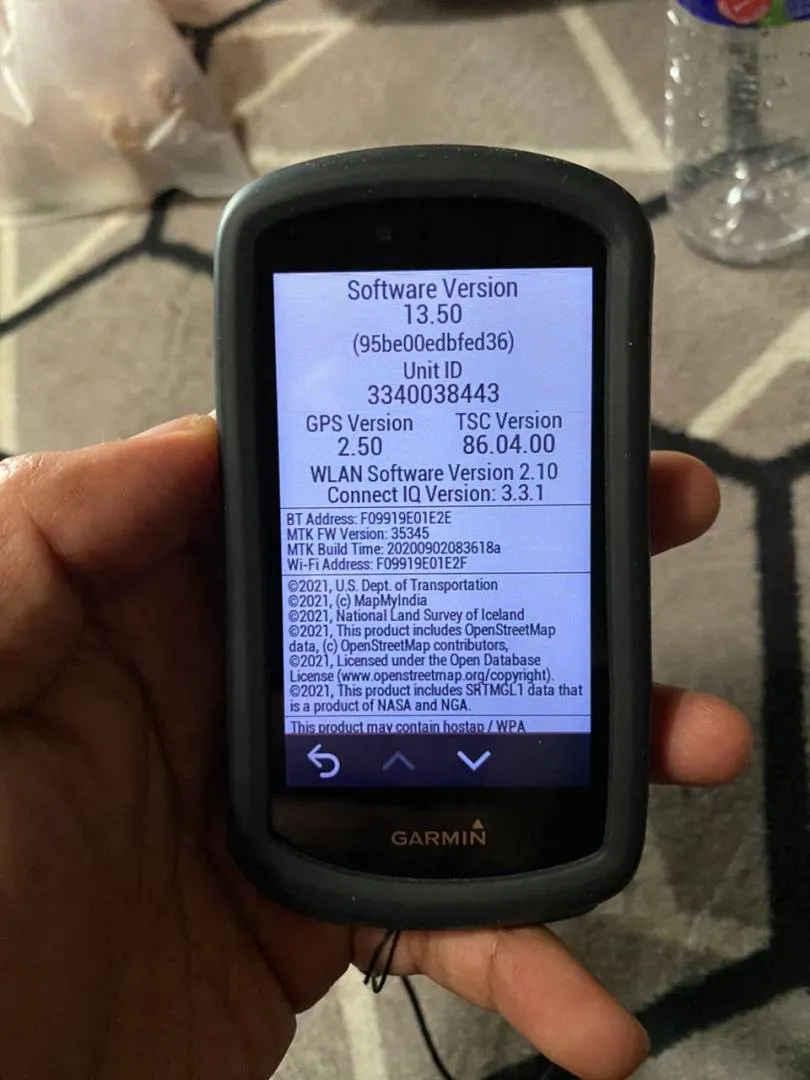 Software Version
13.50
(95be00edbfed36)
Unit ID
3340038443
GPS Version TSC Version
2.50 86.04.00
WLAN Software Version 2.10
Connect IQ Version: 3.3.1
BT Address: F09919E01E2E
MTK FW Version: 35345
MTK Build Time: 20200902083618a
Wi-Fi Address: F09919E01E2F
©2021, U.S. Dept. of Transportation
©2021, (c) MapMyIndia
©2021, National Land Survey of Iceland
©2021, This product includes OpenStreetMap
data, (c) OpenStreetMap contributors,
©2021, Licensed under the Open Database
License (www.openstreetmap.org/copyright).
©2021, This product includes SRTMGL1 data that
is a product of NASA and NGA.
This product may contain hostap / WPA
GARMIN